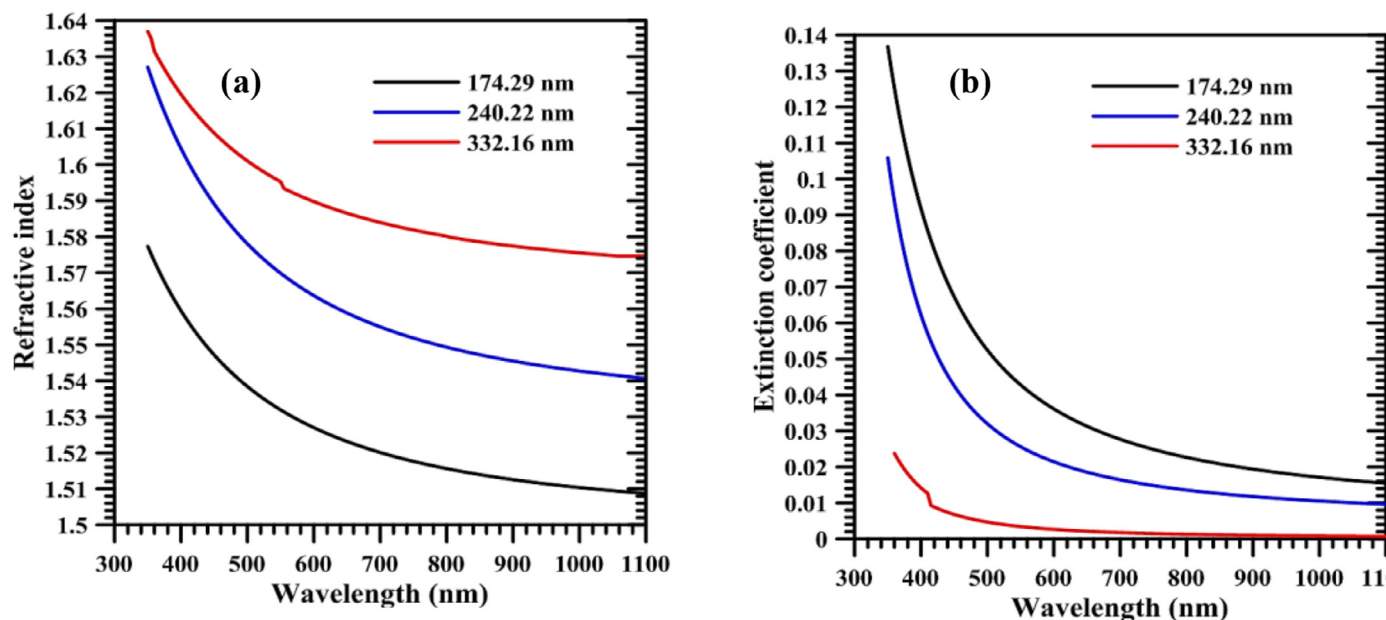 1.64
1.63
1.62
1.61
1.6
1.59
1.58
1.57
1.56
1.55
1.54
1.53
1.52
1.51
1.5
Refractive index
(a)
174.29 nm
240.22 nm
332.16 nm
300 400 500 600 700 800 900 1000 1100
Wavelength (nm)
0.14
0.13
0.12
0.11
0.1
0.09
0.08
0.07
0.06
0.05
0.04
0.03
0.02
0.01
0
Extinction coefficient
(b)
174.29 nm
240.22 nm
332.16 nm
300 400 500 600 700 800 900 1000 11
Wavelength (nm)